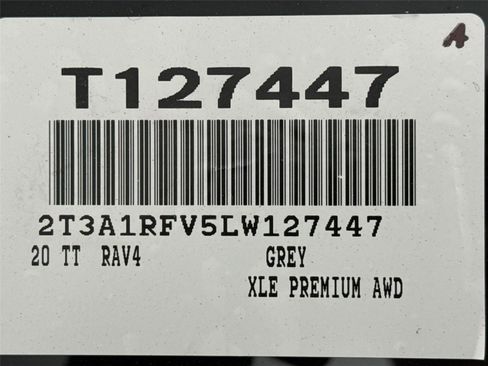 A
T127447
2T3A1RFV5LW127447
20 TT RAV4 GREY
XLE PREMIUM AWD